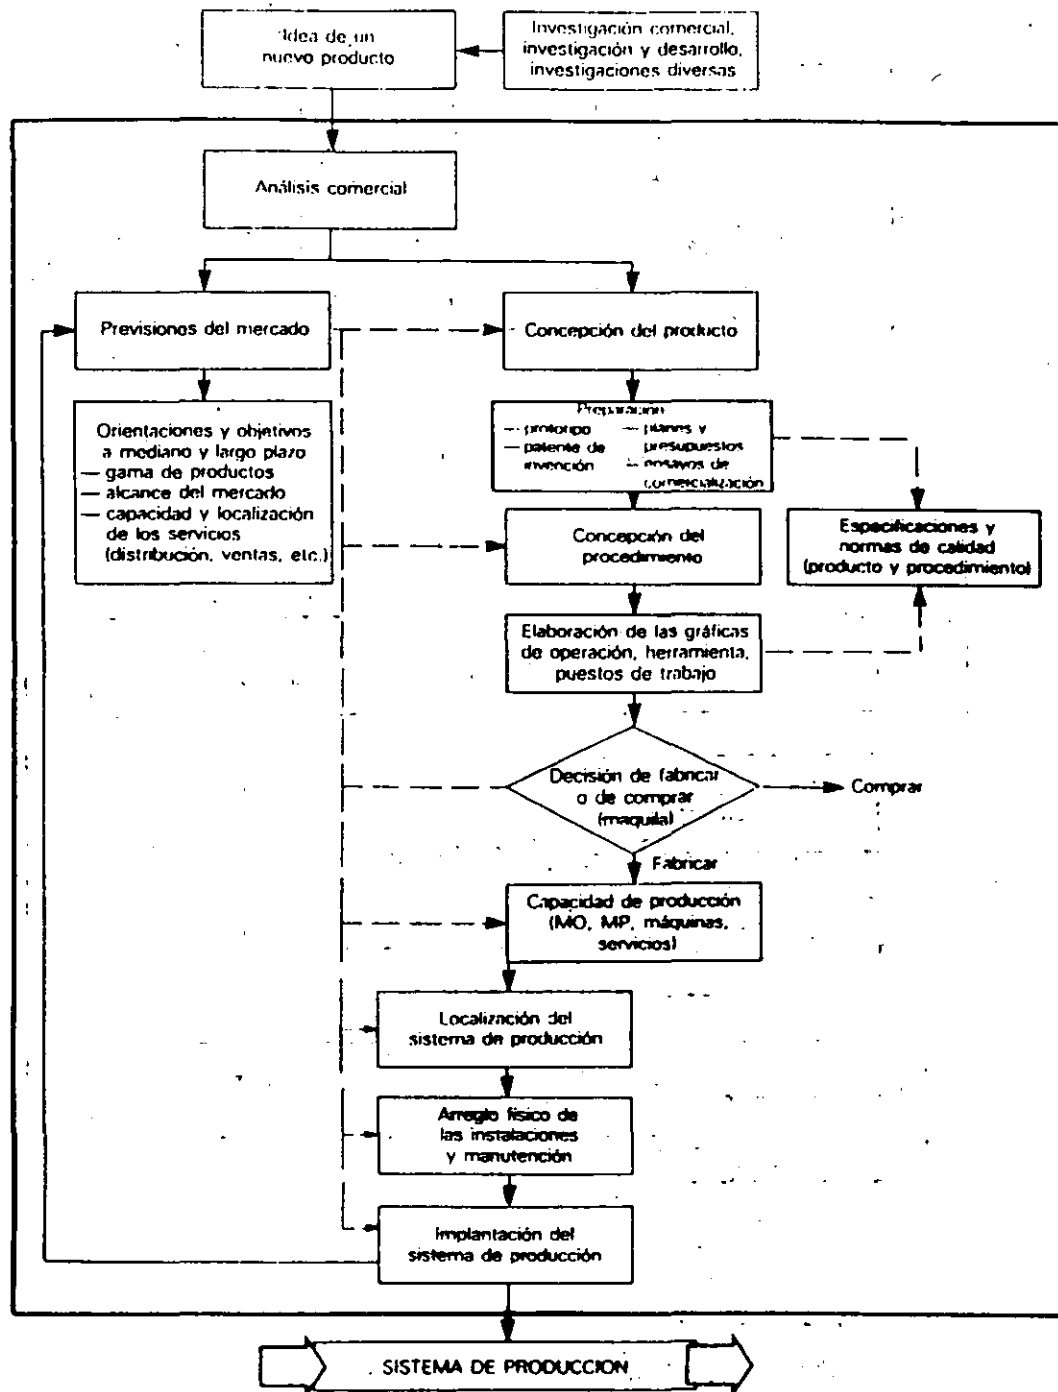 Idea de un
nuevo producto
Investigación comercial,
investigación y desarrollo,
investigaciones diversas
Análisis comercial
Previsiones del mercado
Concepción del producto
Orientaciones y objetivos
a mediano y largo plazo
— gama de productos
— alcance del mercado
— capacidad y localización
de los servicios
(distribución, ventas, etc.)
Preparación
— prototipo
— patente de
invención
— planes y
presupuestos
— ensayos de
comercialización
Concepción del
procedimiento
Especificaciones y
normas de calidad
(producto y procedimiento)
Elaboración de las gráficas
de operación, herramienta,
puestos de trabajo
Decisión de fabricar
o de comprar
(maquila)
Comprar
Fabricar
Capacidad de producción
(MO, MP, máquinas,
servicios)
Localización del
sistema de producción
Arreglo físico de
las instalaciones
y manutención
Implantación del
sistema de producción
SISTEMA DE PRODUCCION